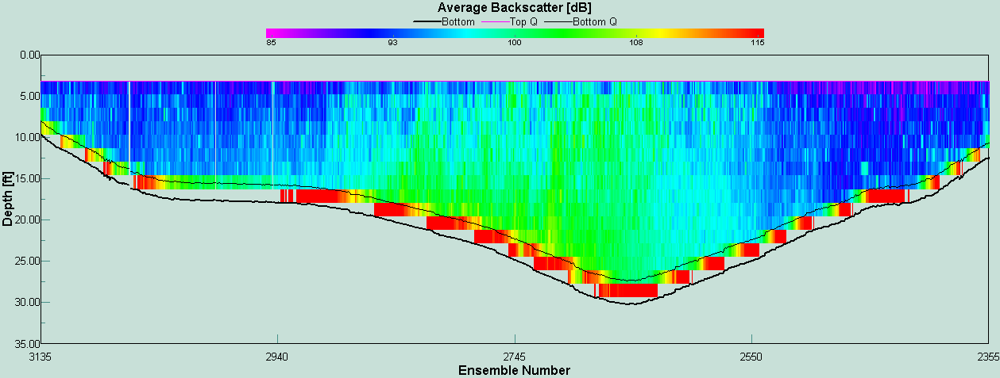 Average Backscatter [dB]
Bottom Top Q Bottom Q
85 93 100 108 115
0.00
5.00
10.00
15.00
20.00
25.00
30.00
35.00
Depth [ft]
3135 2940 2745 2550 2355
Ensemble Number